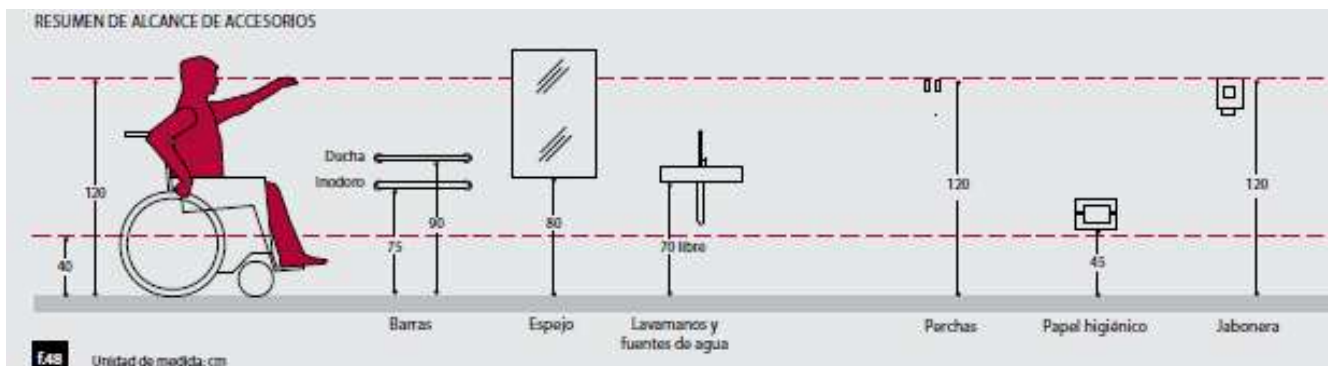 RESUMEN DE ALCANCE DE ACCESORIOS
Ducha
Inodoro
120
40
75
90
80
70 libre
120
45
120
Barras
Espejo
Lavamanos y
fuentes de agua
Perchas
Papel higiénico
Jabonera
f.48
Unidad de medida: cm